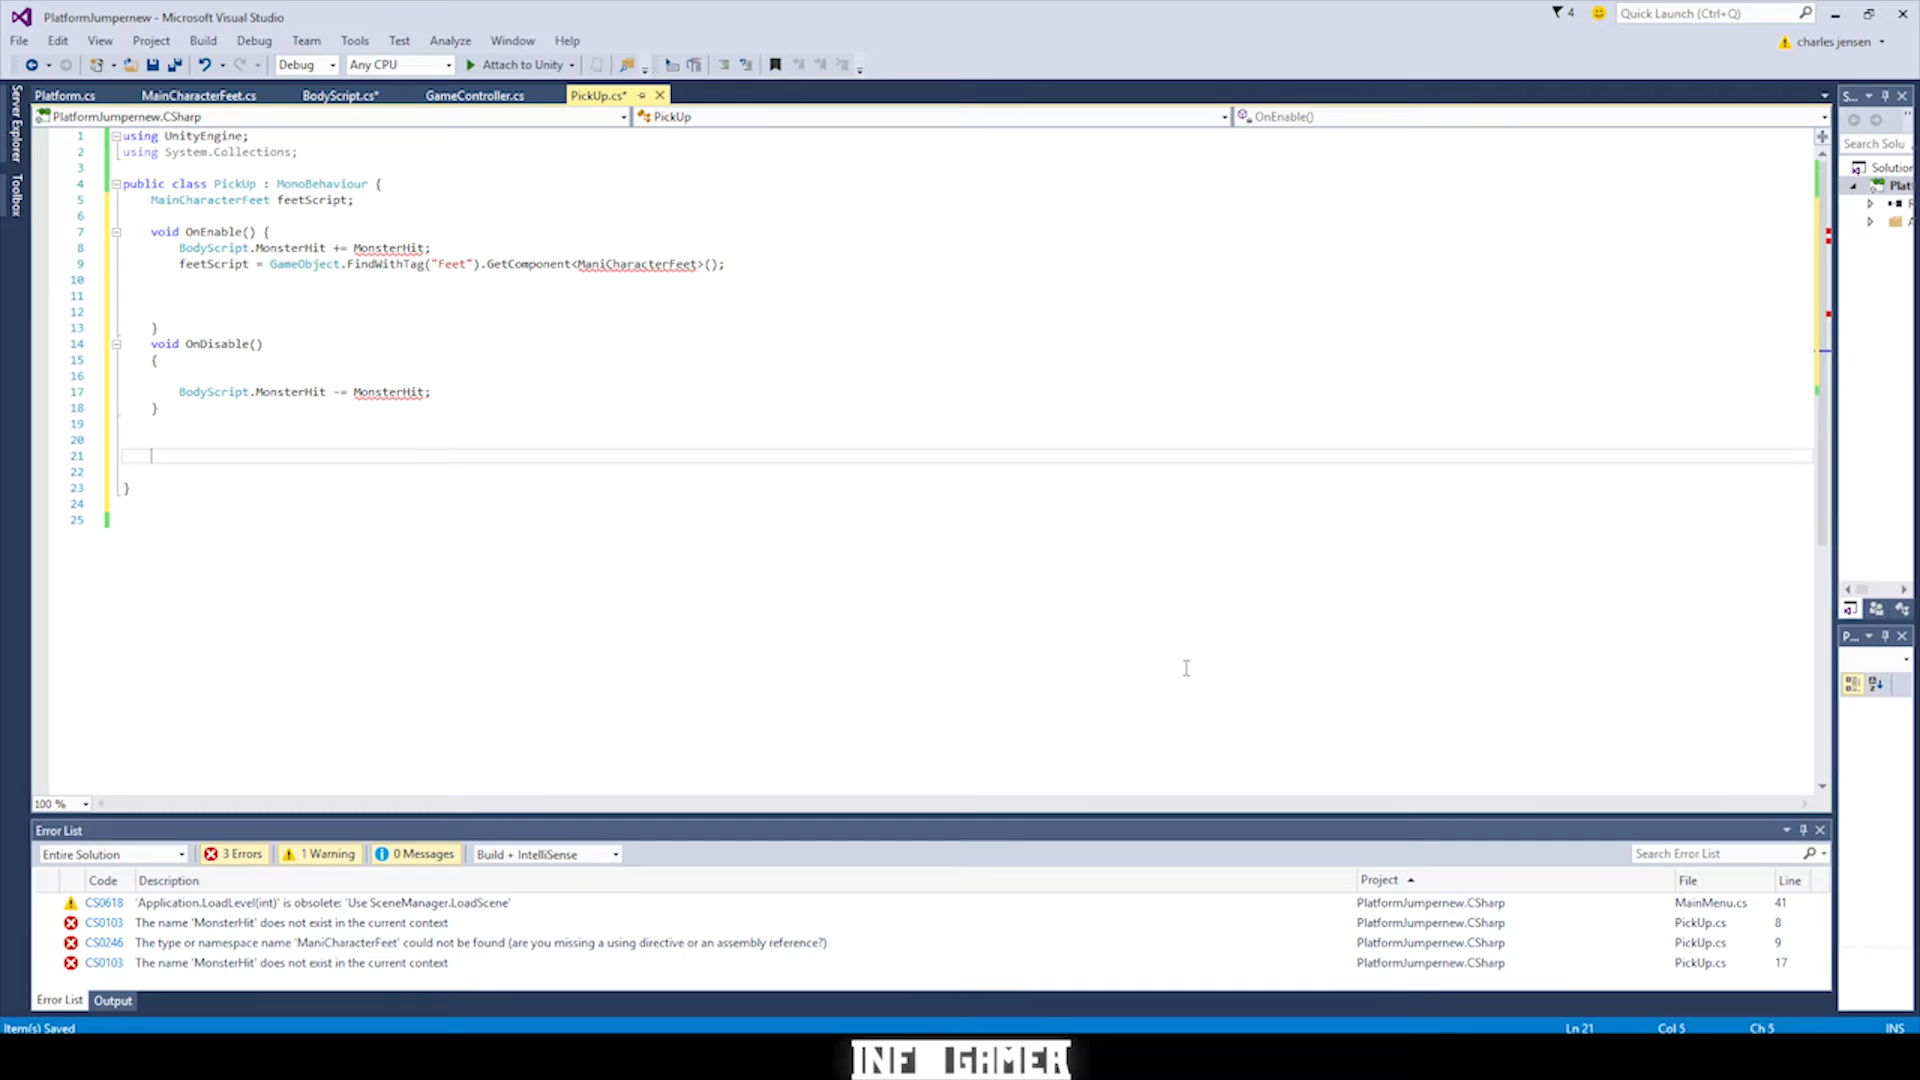 PlatformJumpernew - Microsoft Visual Studio
4
Quick Launch (Ctrl+Q)
File Edit View Project Build Debug Team Tools Test Analyze Window Help
charles jensen
Debug Any CPU Attach to Unity
Server Explorer
Toolbox
Platform.cs MainCharacterFeet.cs BodyScript.cs* GameController.cs PickUp.cs*
S...
PlatformJumpernew.CSharp PickUp OnEnable()
Search Solu
Solution
Plat
1 using UnityEngine;
2 using System.Collections;
3
4 public class PickUp : MonoBehaviour {
5 MainCharacterFeet feetScript;
6
7 void OnEnable() {
8 BodyScript.MonsterHit += MonsterHit;
9 feetScript = GameObject.FindWithTag("Feet").GetComponent<ManiCharacterFeet>();
10
11
12
13 }
14 void OnDisable()
15 {
16
17 BodyScript.MonsterHit -= MonsterHit;
18 }
19
20
21
22
23 }
24
25
P...
100 %
Error List
Entire Solution 3 Errors 1 Warning 0 Messages Build + IntelliSense Search Error List
Code Description Project File Line
CS0618 'Application.LoadLevel(int)' is obsolete: 'Use SceneManager.LoadScene' PlatformJumpernew.CSharp MainMenu.cs 41
CS0103 The name 'MonsterHit' does not exist in the current context PlatformJumpernew.CSharp PickUp.cs 8
CS0246 The type or namespace name 'ManiCharacterFeet' could not be found (are you missing a using directive or an assembly reference?) PlatformJumpernew.CSharp PickUp.cs 9
CS0103 The name 'MonsterHit' does not exist in the current context PlatformJumpernew.CSharp PickUp.cs 17
Error List Output
Item(s) Saved Ln 21 Col 5 Ch 5 INS
INF GAMER